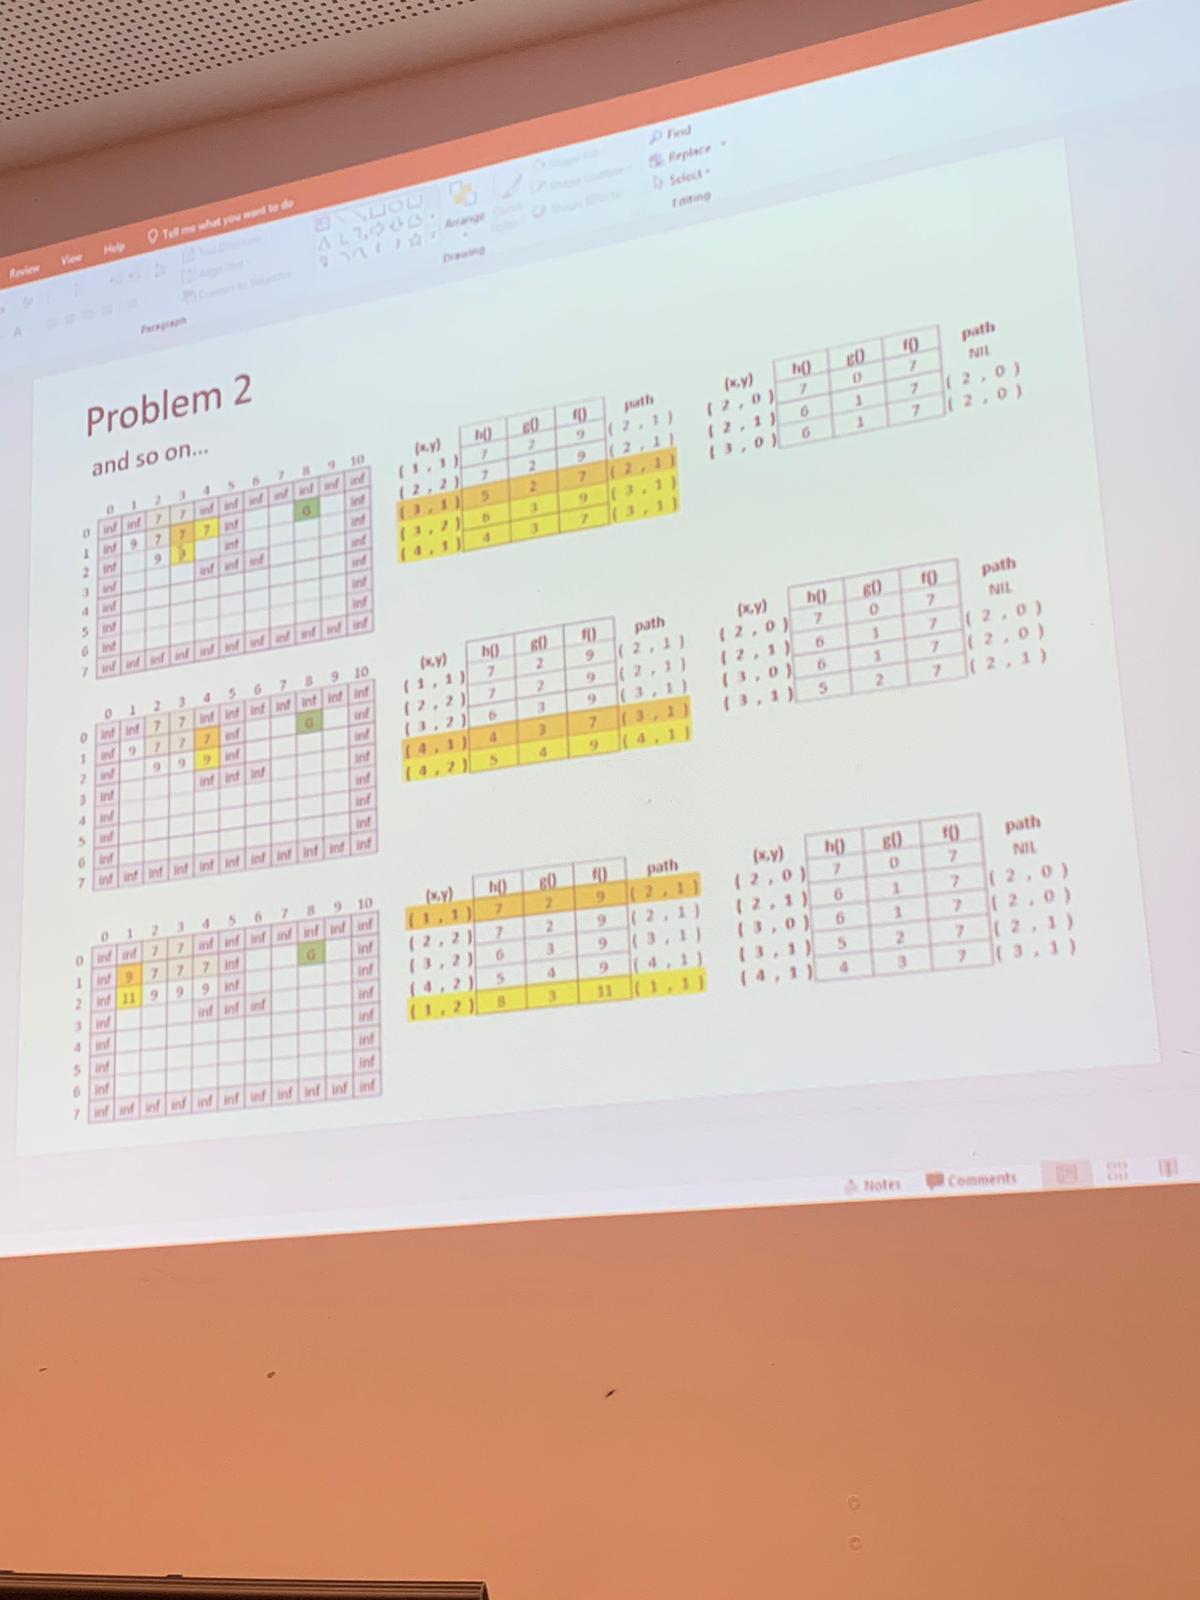 Review View Help Tell me what you want to do
Find
Replace
Select
Editing
Arrange
Drawing
Paragraph
Problem 2
and so on...
0 1 2 3 4 5 6 7 8 9 10
0 inf inf 7 7 inf inf inf inf inf inf
1 inf 9 7 7 7 inf G inf
2 inf 9 9 inf inf
3 inf inf inf inf inf
4 inf inf
5 inf inf
6 inf inf
7 inf inf inf inf inf inf inf inf inf inf inf
(x,y) h() g() f() path
( 1 , 1 ) 7 2 9 ( 2 , 1 )
( 2 , 2 ) 7 2 9 ( 2 , 1 )
( 3 , 1 ) 5 2 7 ( 2 , 1 )
( 3 , 2 ) 6 3 9 ( 3 , 1 )
( 4 , 1 ) 4 3 7 ( 3 , 1 )
(x,y) h() g() f() path
( 2 , 0 ) 7 0 7 NIL
( 2 , 1 ) 6 1 7 ( 2 , 0 )
( 3 , 0 ) 6 1 7 ( 2 , 0 )
0 1 2 3 4 5 6 7 8 9 10
0 inf inf 7 7 inf inf inf inf inf inf inf
1 inf 9 7 7 7 inf G inf
2 inf 9 9 9 inf inf
3 inf inf inf inf inf
4 inf inf
5 inf inf
6 inf inf
7 inf inf inf inf inf inf inf inf inf inf inf
(x,y) h() g() f() path
( 1 , 1 ) 7 2 9 ( 2 , 1 )
( 2 , 2 ) 7 2 9 ( 2 , 1 )
( 3 , 2 ) 6 3 9 ( 3 , 1 )
( 4 , 1 ) 4 3 7 ( 3 , 1 )
( 4 , 2 ) 5 4 9 ( 4 , 1 )
(x,y) h() g() f() path
( 2 , 0 ) 7 0 7 NIL
( 2 , 1 ) 6 1 7 ( 2 , 0 )
( 3 , 0 ) 6 1 7 ( 2 , 0 )
( 3 , 1 ) 5 2 7 ( 2 , 1 )
0 1 2 3 4 5 6 7 8 9 10
0 inf inf 7 7 inf inf inf inf inf inf inf
1 inf 9 7 7 7 inf G inf
2 inf 11 9 9 9 inf inf
3 inf inf inf inf inf
4 inf inf
5 inf inf
6 inf inf
7 inf inf inf inf inf inf inf inf inf inf inf
(x,y) h() g() f() path
( 1 , 1 ) 7 2 9 ( 2 , 1 )
( 2 , 2 ) 7 2 9 ( 2 , 1 )
( 3 , 2 ) 6 3 9 ( 3 , 1 )
( 4 , 2 ) 5 4 9 ( 4 , 1 )
( 1 , 2 ) 8 3 11 ( 1 , 1 )
(x,y) h() g() f() path
( 2 , 0 ) 7 0 7 NIL
( 2 , 1 ) 6 1 7 ( 2 , 0 )
( 3 , 0 ) 6 1 7 ( 2 , 0 )
( 3 , 1 ) 5 2 7 ( 2 , 1 )
( 4 , 1 ) 4 3 7 ( 3 , 1 )
Notes Comments